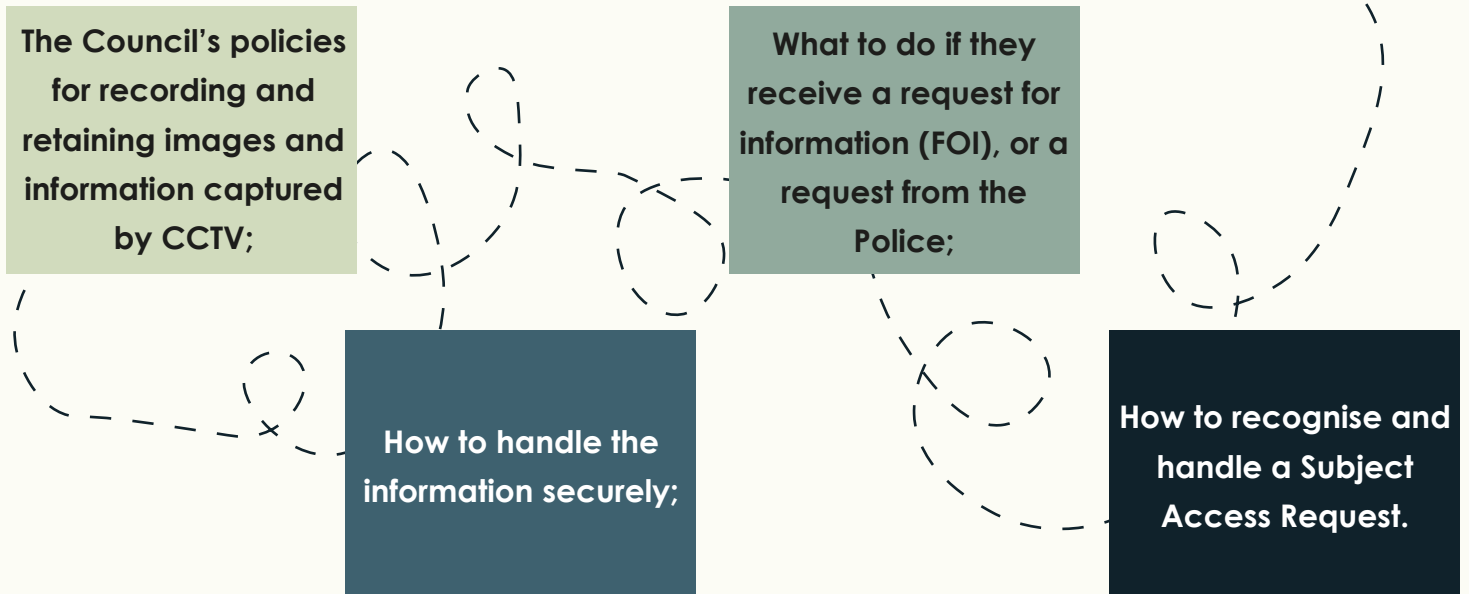 The Council’s policies
for recording and
retaining images and
information captured
by CCTV;
How to handle the
information securely;
What to do if they
receive a request for
information (FOI), or a
request from the
Police;
How to recognise and
handle a Subject
Access Request.